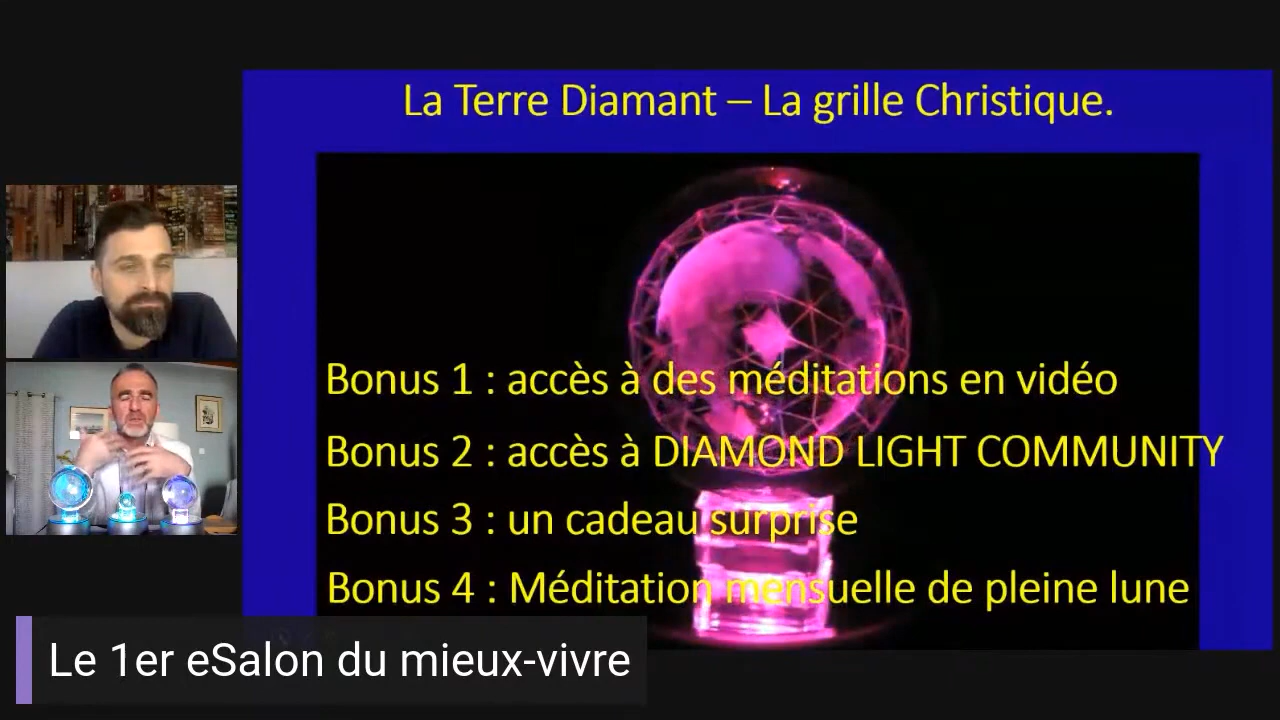 La Terre Diamant – La grille Christique.
Bonus 1 : accès à des méditations en vidéo
Bonus 2 : accès à DIAMOND LIGHT COMMUNITY
Bonus 3 : un cadeau surprise
Bonus 4 : Méditation mensuelle de pleine lune
Le 1er eSalon du mieux-vivre